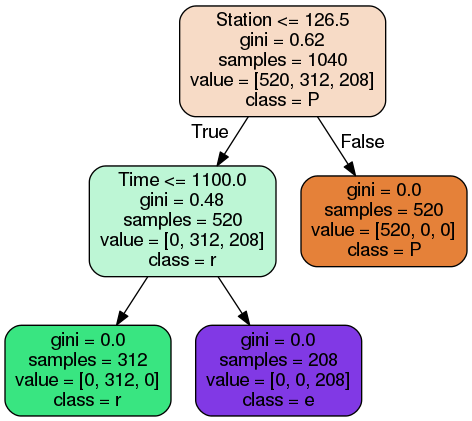 Station <= 126.5
gini = 0.62
samples = 1040
value = [520, 312, 208]
class = P
True
False
Time <= 1100.0
gini = 0.48
samples = 520
value = [0, 312, 208]
class = r
gini = 0.0
samples = 520
value = [520, 0, 0]
class = P
gini = 0.0
samples = 312
value = [0, 312, 0]
class = r
gini = 0.0
samples = 208
value = [0, 0, 208]
class = e